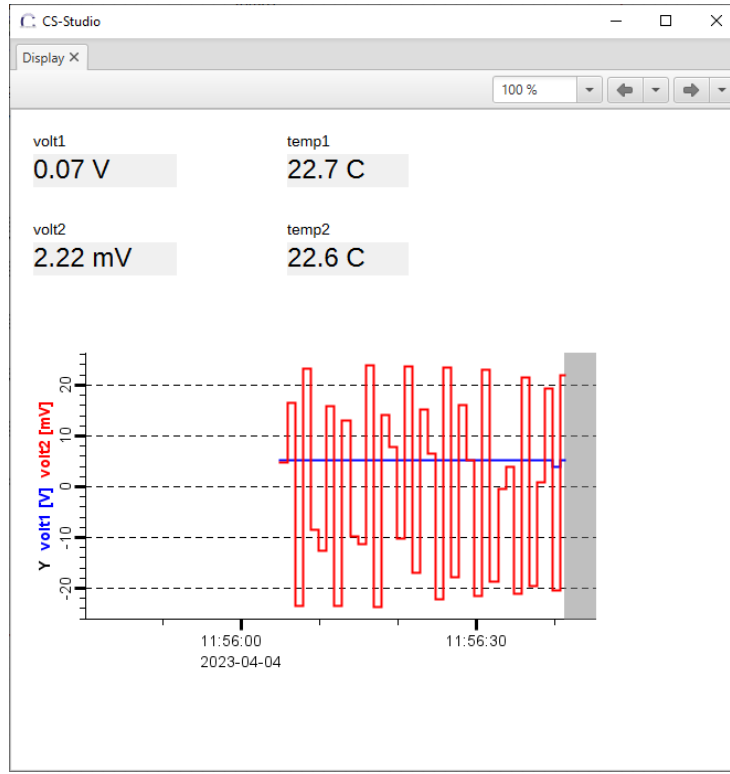 CS-Studio
Display
100 %
volt1
temp1
0.07 V
22.7 C
volt2
temp2
2.22 mV
22.6 C
Y volt1 [V] volt2 [mV]
20
10
0
-10
-20
11:56:00
11:56:30
2023-04-04